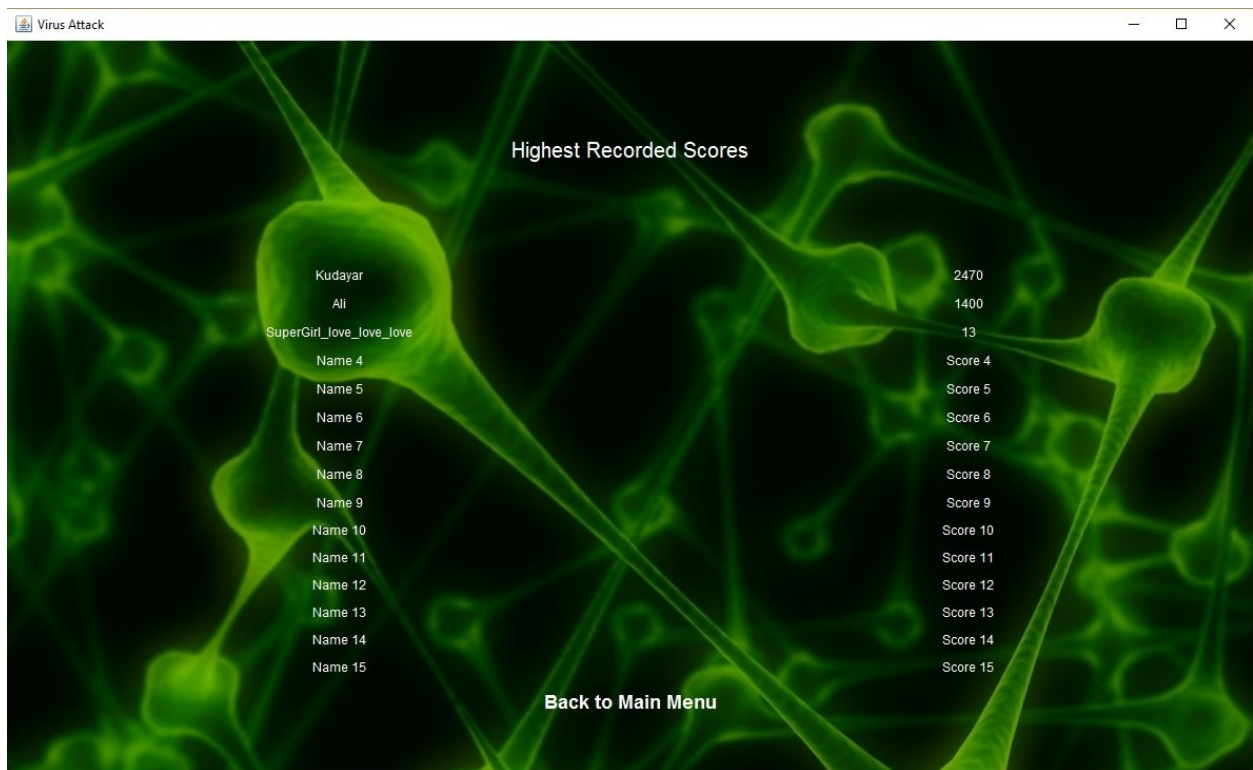 Virus Attack
Highest Recorded Scores
Kudayar 2470
Ali 1400
SuperGirl_love_love_love 13
Name 4 Score 4
Name 5 Score 5
Name 6 Score 6
Name 7 Score 7
Name 8 Score 8
Name 9 Score 9
Name 10 Score 10
Name 11 Score 11
Name 12 Score 12
Name 13 Score 13
Name 14 Score 14
Name 15 Score 15
Back to Main Menu